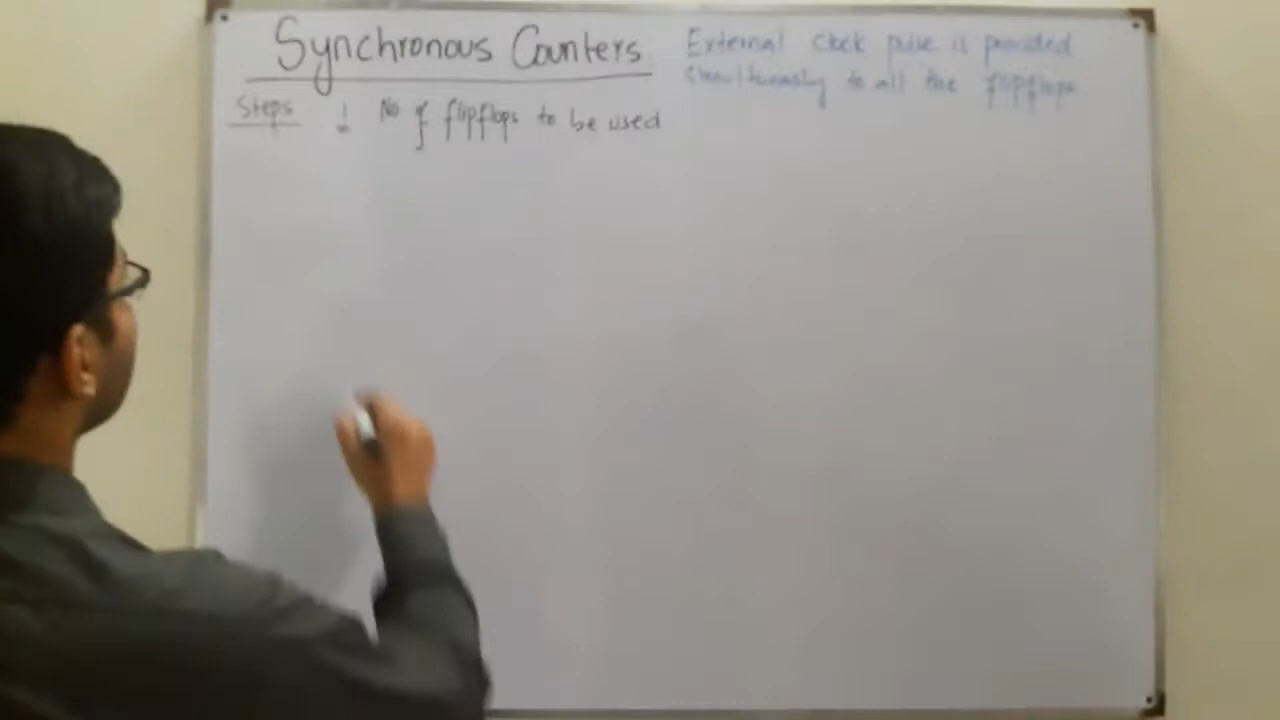 Synchronous Counters
External clock pulse is provided
simultaneously to all the flipflops
Steps 1 No of flipflops to be used